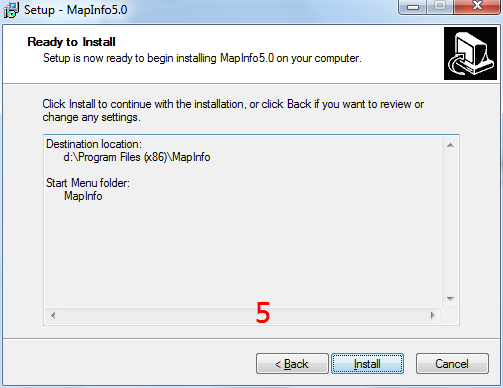 Setup - MapInfo5.0
Ready to Install
Setup is now ready to begin installing MapInfo5.0 on your computer.
Click Install to continue with the installation, or click Back if you want to review or
change any settings.
Destination location:
d:\Program Files (x86)\MapInfo
Start Menu folder:
MapInfo
5
< Back
Install
Cancel